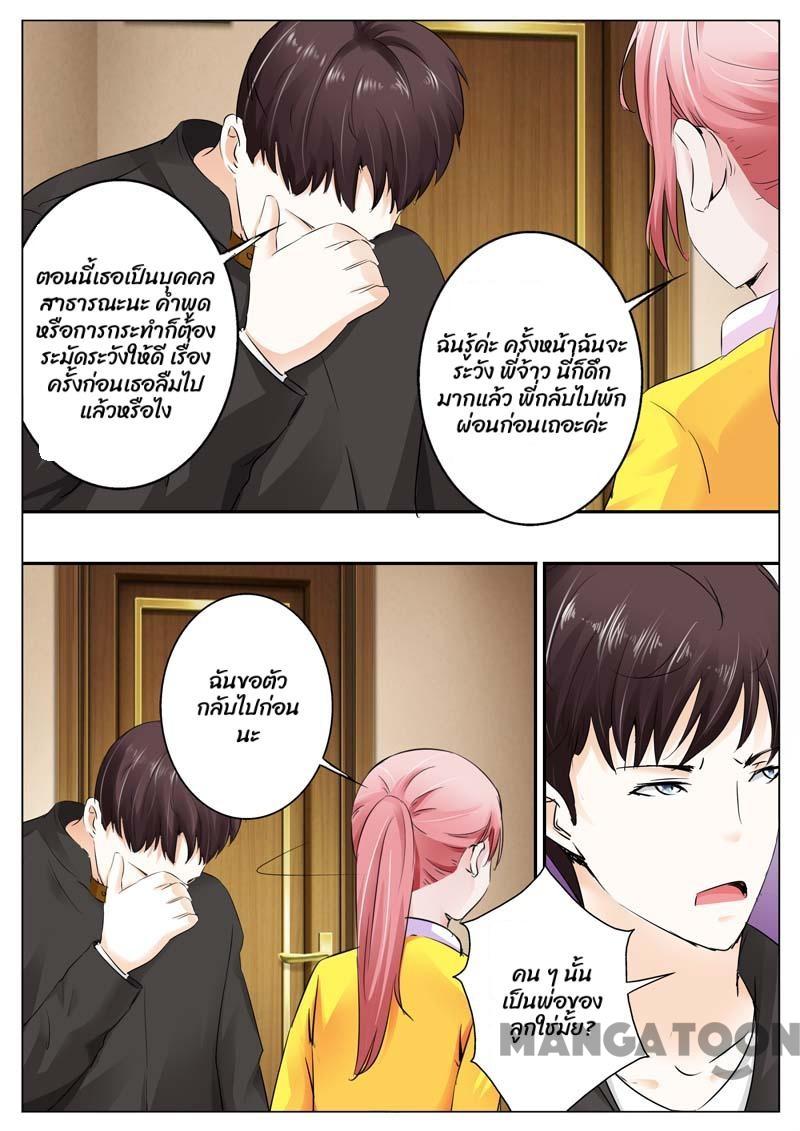 ตอนนี้เธอเป็นบุคคล
สาธารณะนะ คำพูด
หรือการกระทำก็ต้อง
ระมัดระวังให้ดี เรื่อง
ครั้งก่อนเธอลืมไป
แล้วหรือไง
ฉันรู้ค่ะ ครั้งหน้าฉันจะ
ระวัง พี่จ้าว นี่ก็ดึก
มากแล้ว พี่กลับไปพัก
ผ่อนก่อนเถอะค่ะ
ฉันขอตัว
กลับไปก่อน
นะ
คน ๆ นั้น
เป็นพ่อของ
ลูกใช่มั้ย?
MANGATOON